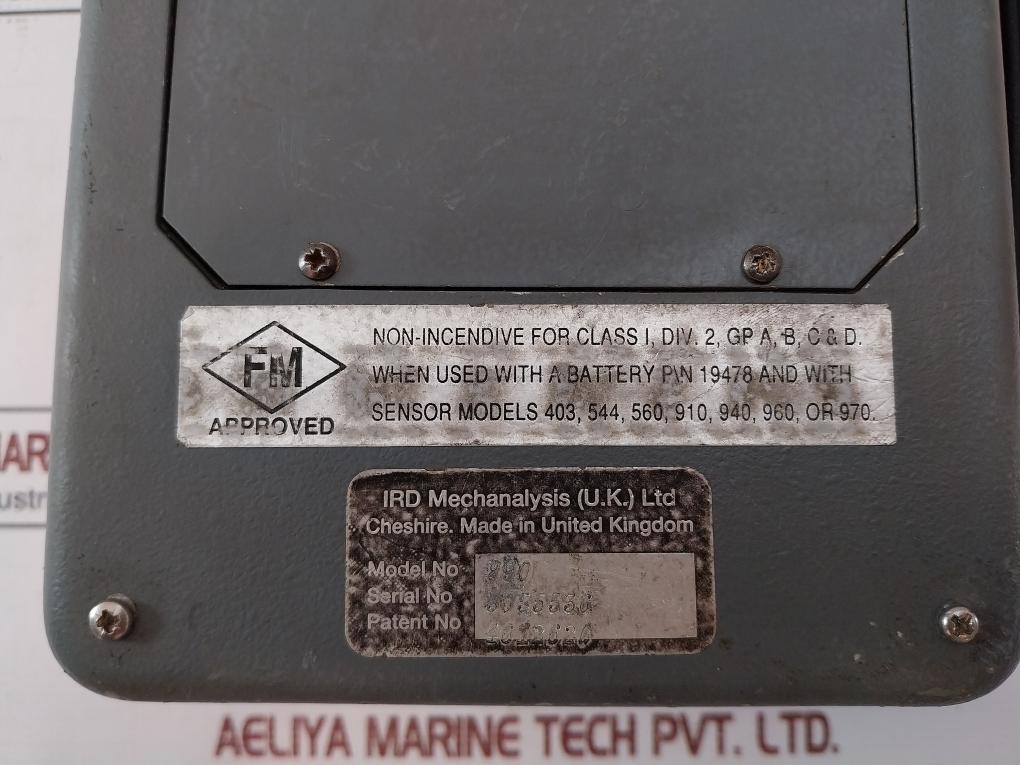 FM
APPROVED
NON-INCENDIVE FOR CLASS I, DIV. 2, GP A, B, C & D.
WHEN USED WITH A BATTERY P\N 19478 AND WITH
SENSOR MODELS 403, 544, 560, 910, 940, 960, OR 970.
IRD Mechanalysis (U.K.) Ltd
Cheshire. Made in United Kingdom
Model No
Serial No
Patent No
AR
ustr
AELIYA MARINE TECH PVT. LTD.